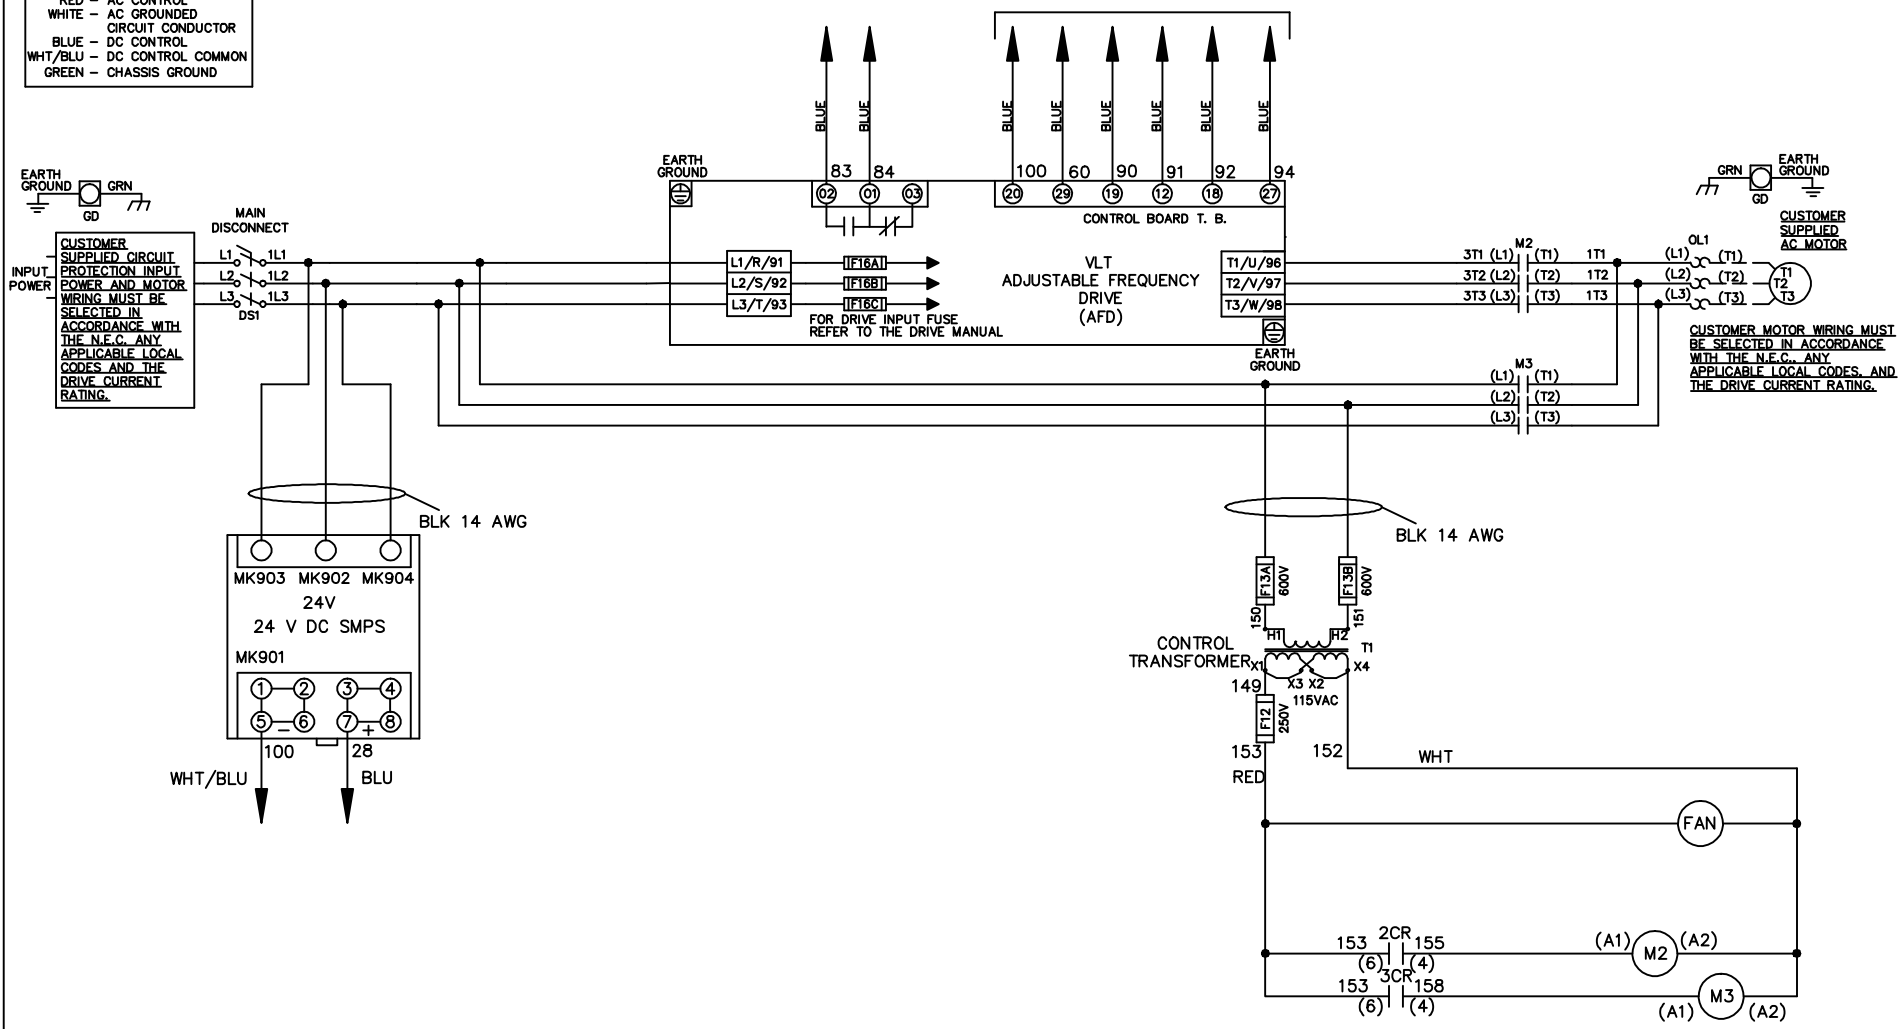 RED – AC CONTROL
WHITE – AC GROUNDED
CIRCUIT CONDUCTOR
BLUE – DC CONTROL
WHT/BLU – DC CONTROL COMMON
GREEN – CHASSIS GROUND
BLUE
BLUE
BLUE
BLUE
BLUE
BLUE
BLUE
BLUE
EARTH
GROUND
GRN
GD
EARTH
GROUND
83
84
100
60
90
91
92
94
02
01
03
20
29
19
12
18
27
CONTROL BOARD T. B.
GRN
EARTH
GROUND
GD
CUSTOMER
SUPPLIED
AC MOTOR
MAIN
DISCONNECT
INPUT
POWER
CUSTOMER
SUPPLIED CIRCUIT
PROTECTION INPUT
POWER AND MOTOR
WIRING MUST BE
SELECTED IN
ACCORDANCE WITH
THE N.E.C. ANY
APPLICABLE LOCAL
CODES AND THE
DRIVE CURRENT
RATING.
L1 1L1
L2 1L2
L3 1L3
DS1
L1/R/91
L2/S/92
L3/T/93
F16A
F16B
F16C
FOR DRIVE INPUT FUSE
REFER TO THE DRIVE MANUAL
VLT
ADJUSTABLE FREQUENCY
DRIVE
(AFD)
T1/U/96
T2/V/97
T3/W/98
EARTH
GROUND
M2
3T1 (L1) (T1) 1T1
3T2 (L2) (T2) 1T2
3T3 (L3) (T3) 1T3
OL1
(L1) (T1)
(L2) (T2)
(L3) (T3)
T1
T2
T3
CUSTOMER MOTOR WIRING MUST
BE SELECTED IN ACCORDANCE
WITH THE N.E.C., ANY
APPLICABLE LOCAL CODES, AND
THE DRIVE CURRENT RATING.
M3
(L1) (T1)
(L2) (T2)
(L3) (T3)
BLK 14 AWG
BLK 14 AWG
MK903 MK902 MK904
24V
24 V DC SMPS
MK901
1 2 3 4
5 6 7 8
– +
100
28
WHT/BLU
BLU
F13A
600V
F13B
600V
150
151
H1 H2
CONTROL
TRANSFORMER
T1
X1 X4
X3 X2
115VAC
149
F12
250V
153
152
RED
WHT
FAN
2CR
153 155
(6) (4)
(A1) M2 (A2)
3CR
153 158
(6) (4)
(A1) M3 (A2)